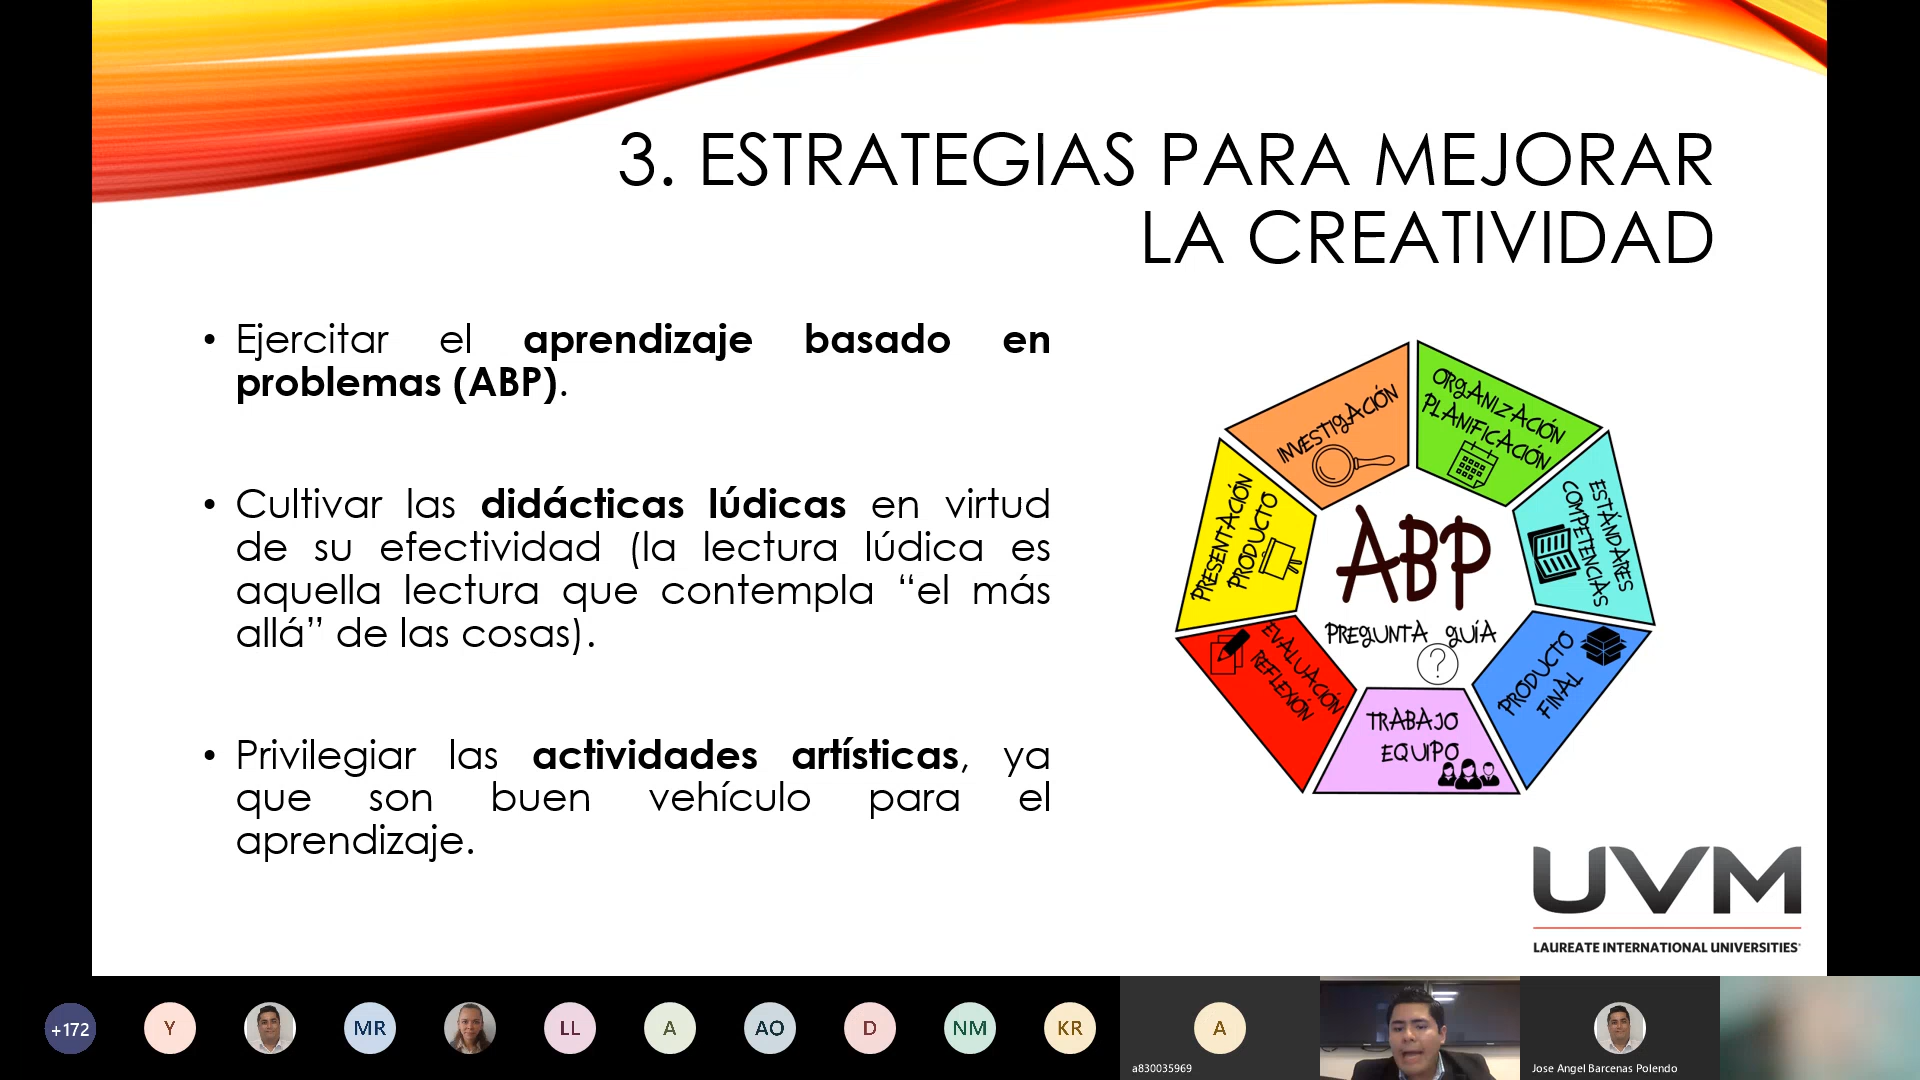 3. ESTRATEGIAS PARA MEJORAR
LA CREATIVIDAD
• Ejercitar el aprendizaje basado en
problemas (ABP).
• Cultivar las didácticas lúdicas en virtud
de su efectividad (la lectura lúdica es
aquella lectura que contempla “el más
allá” de las cosas).
• Privilegiar las actividades artísticas, ya
que son buen vehículo para el
aprendizaje.
INVESTIGACIÓN
ORGANIZACIÓN
PLANIFICACIÓN
ESTÁNDARES
COMPETENCIAS
PRODUCTO
FINAL
TRABAJO
EQUIPO
EVALUACIÓN
REFLEXIÓN
PRESENTACIÓN
PRODUCTO
ABP
PREGUNTA GUÍA
?
UVM
LAUREATE INTERNATIONAL UNIVERSITIES
+172
Y
MR
LL
A
AO
D
NM
KR
A
a830035969
Jose Angel Barcenas Polendo